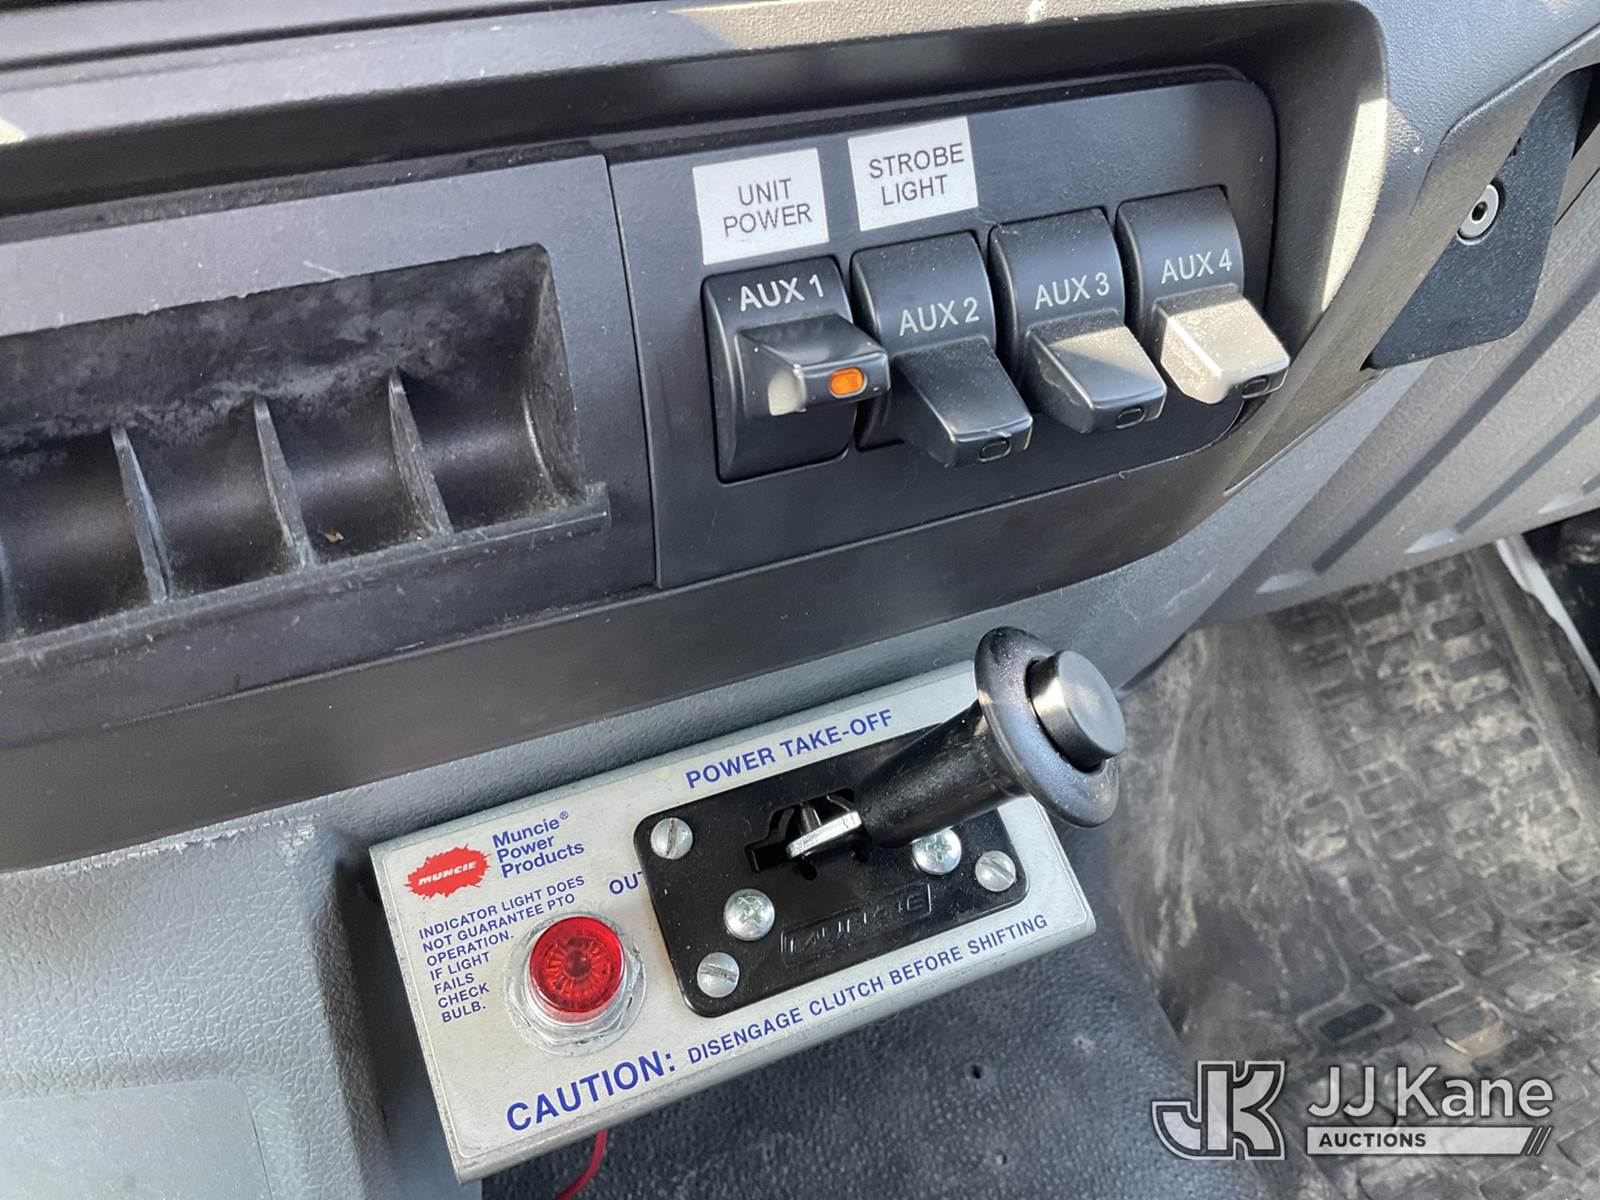 UNIT
POWER
STROBE
LIGHT
AUX 1
AUX 2
AUX 3
AUX 4
POWER TAKE-OFF
MUNCIE
Muncie®
Power
Products
OUT
INDICATOR LIGHT DOES
NOT GUARANTEE PTO
OPERATION.
IF LIGHT
FAILS
CHECK
BULB.
MUNCIE
CAUTION: DISENGAGE CLUTCH BEFORE SHIFTING
JK JJ Kane
AUCTIONS